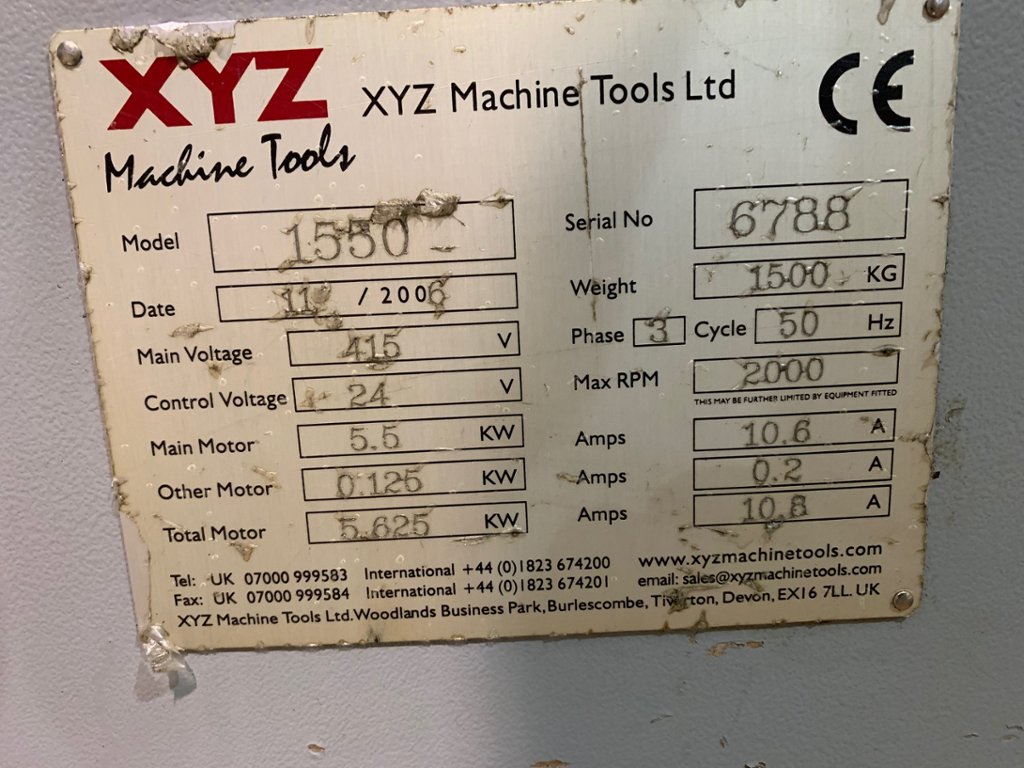 XYZ
Machine Tools
XYZ Machine Tools Ltd
CE
Model 1550 -
Serial No 6788
Date 11 / 2006
Weight 1500 KG
Main Voltage 415 V
Phase 3 Cycle 50 Hz
Control Voltage 24 V
Max RPM 2000
THIS MAY BE FURTHER LIMITED BY EQUIPMENT FITTED
Main Motor 5.5 KW
Amps 10.6 A
Other Motor 0.125 KW
Amps 0.2 A
Total Motor 5.625 KW
Amps 10.8 A
Tel: UK 07000 999583 International +44 (0)1823 674200 www.xyzmachinetools.com
Fax: UK 07000 999584 International +44 (0)1823 674201 email: sales@xyzmachinetools.com
XYZ Machine Tools Ltd. Woodlands Business Park, Burlescombe, Tiverton, Devon, EX16 7LL. UK